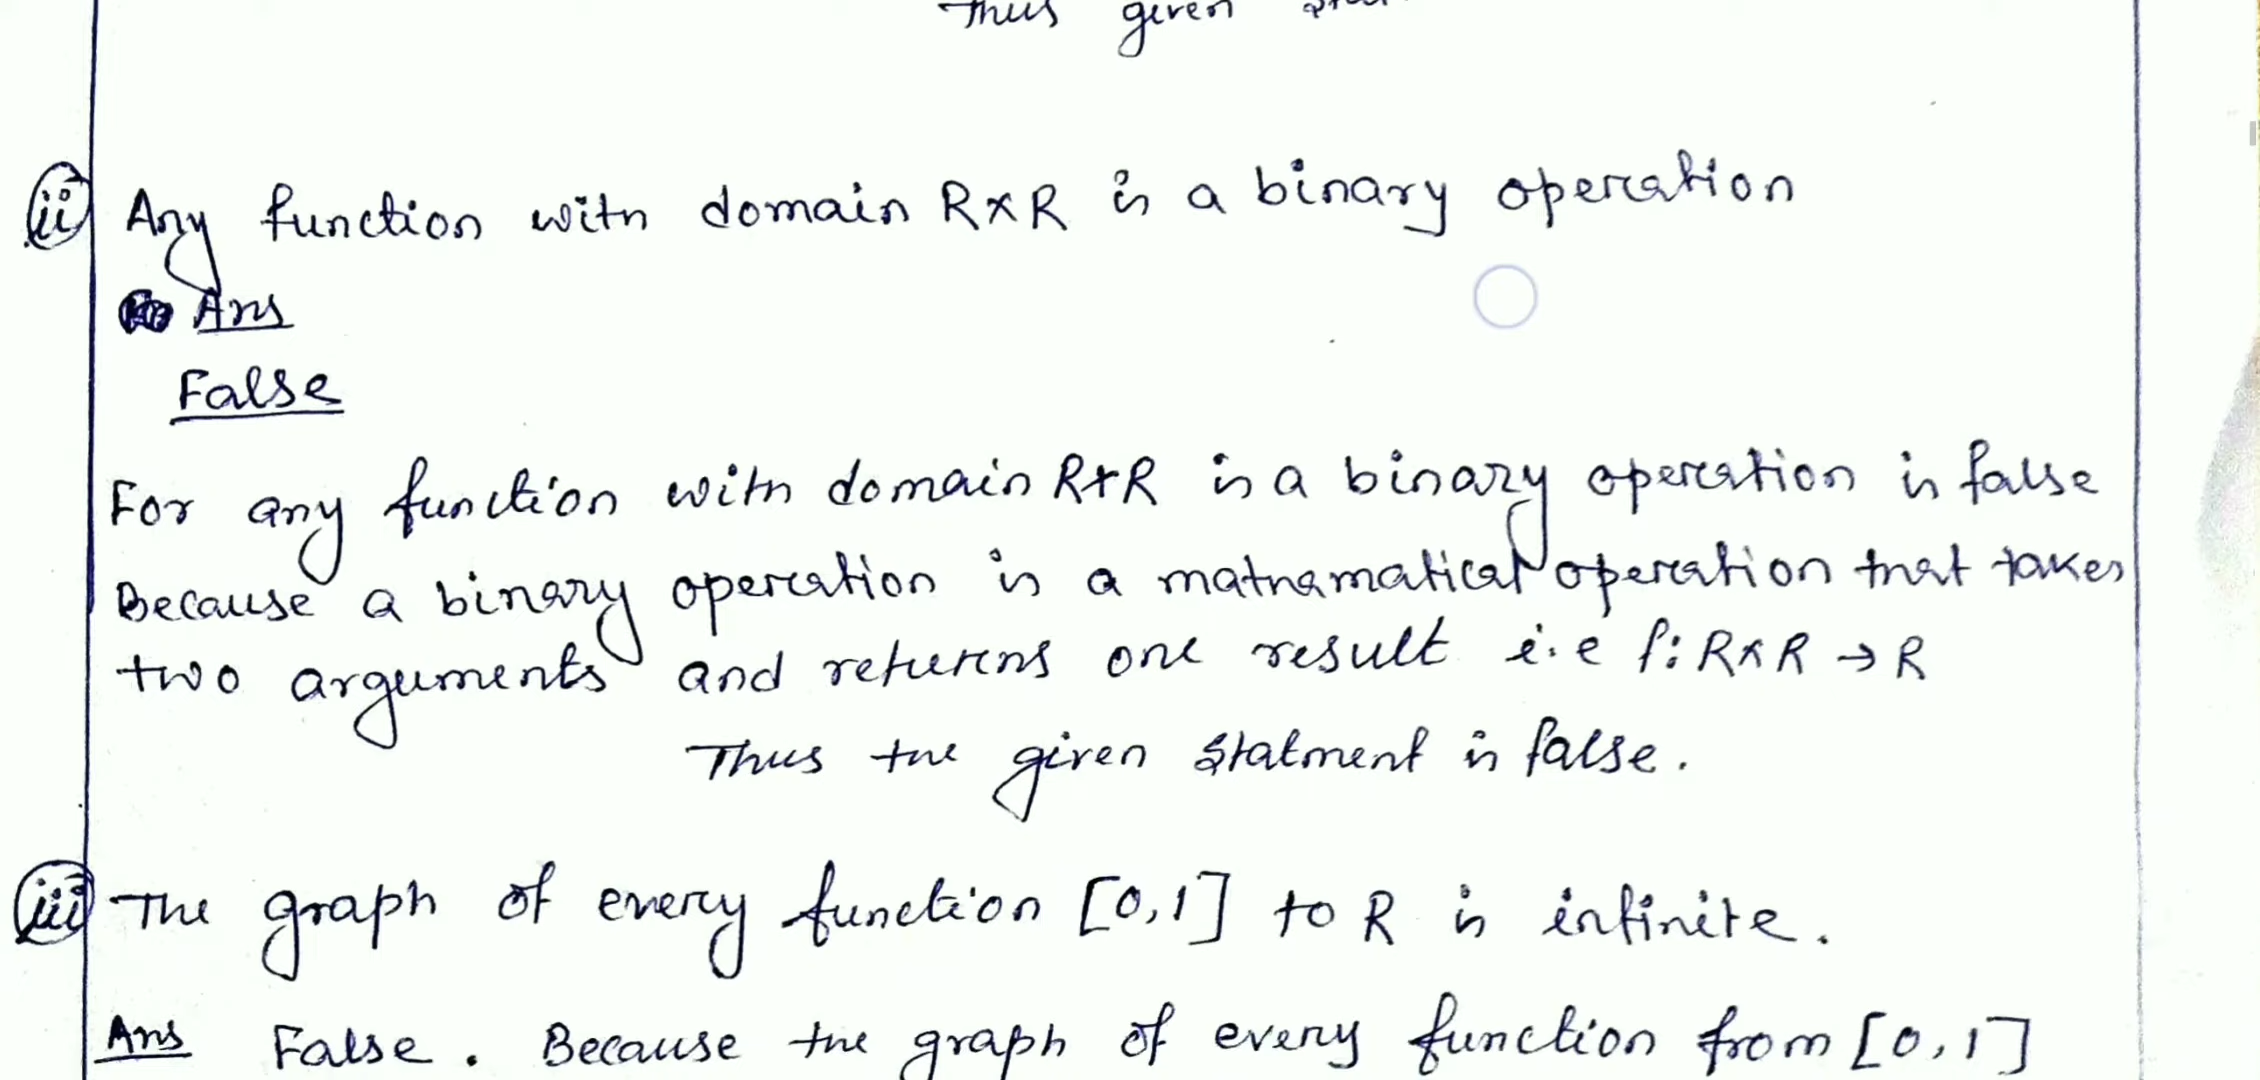 Thus given
ii Any function with domain R×R is a binary operation
Ans
False
For any function with domain R×R is a binary operation is false
Because a binary operation is a mathamatical operation that takes
two arguments and returns one result i.e f: R×R → R
Thus the given statment is false.
iii The graph of every function [0,1] to R is infinite.
Ans False. Because the graph of every function from [0,1]